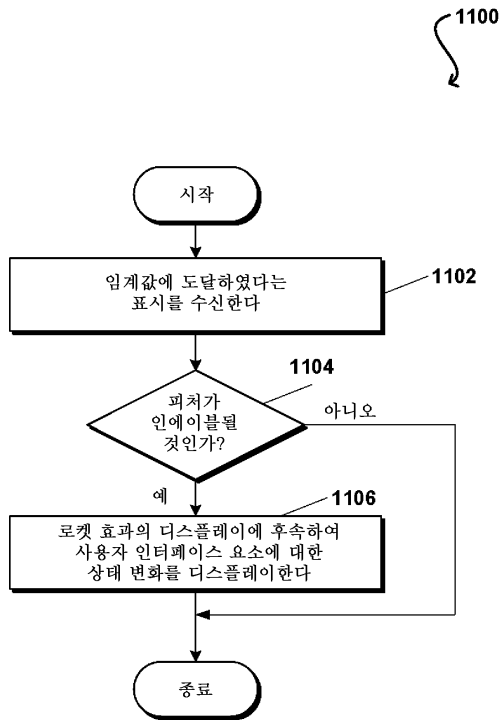 1100
시작
임계값에 도달하였다는
표시를 수신한다
1102
1104
피처가
인에이블될
것인가?
아니오
예
1106
로켓 효과의 디스플레이에 후속하여
사용자 인터페이스 요소에 대한
상태 변화를 디스플레이한다
종료